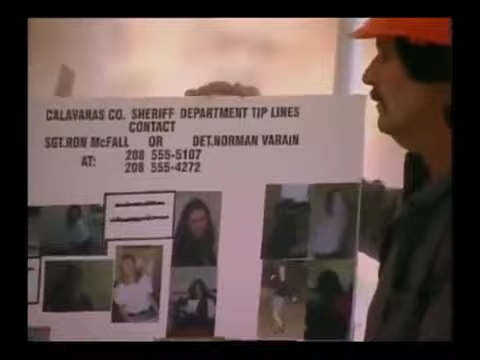 CALAVARAS CO. SHERIFF DEPARTMENT TIP LINES
CONTACT
SGT.RON McFALL OR DET.NORMAN VARAIN
AT: 208 555-5107
208 555-4272